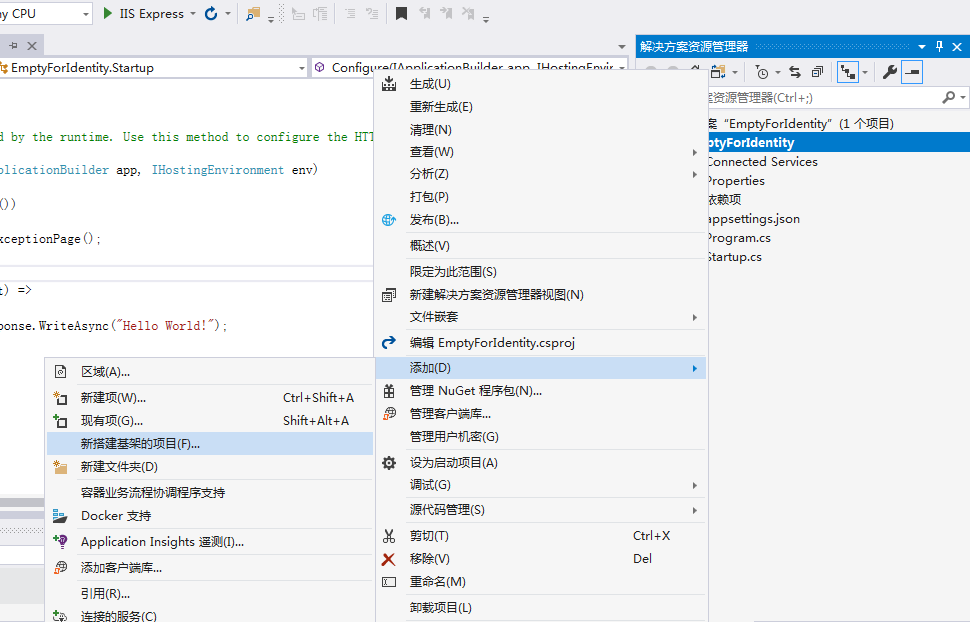 ny CPU
IIS Express
解决方案资源管理器
EmptyForIdentity.Startup
Configure(IApplicationBuilder app, IHostingEnvir
案资源管理器(Ctrl+;)
案 "EmptyForIdentity" (1 个项目)
ptyForIdentity
Connected Services
Properties
依赖项
appsettings.json
Program.cs
Startup.cs
d by the runtime. Use this method to configure the HTT
plicationBuilder app, IHostingEnvironment env)
())
xceptionPage();
t) =>
ponse.WriteAsync("Hello World!");
生成(U)
重新生成(E)
清理(N)
查看(W)
分析(Z)
打包(P)
发布(B)...
概述(V)
限定为此范围(S)
新建解决方案资源管理器视图(N)
文件嵌套
编辑 EmptyForIdentity.csproj
添加(D)
管理 NuGet 程序包(N)...
管理客户端库...
管理用户机密(G)
设为启动项目(A)
调试(G)
源代码管理(S)
剪切(T) Ctrl+X
移除(V) Del
重命名(M)
卸载项目(L)
区域(A)...
新建项(W)... Ctrl+Shift+A
现有项(G)... Shift+Alt+A
新搭建基架的项目(F)...
新建文件夹(D)
容器业务流程协调程序支持
Docker 支持
Application Insights 遥测(I)...
添加客户端库...
引用(R)...
连接的服务(C)